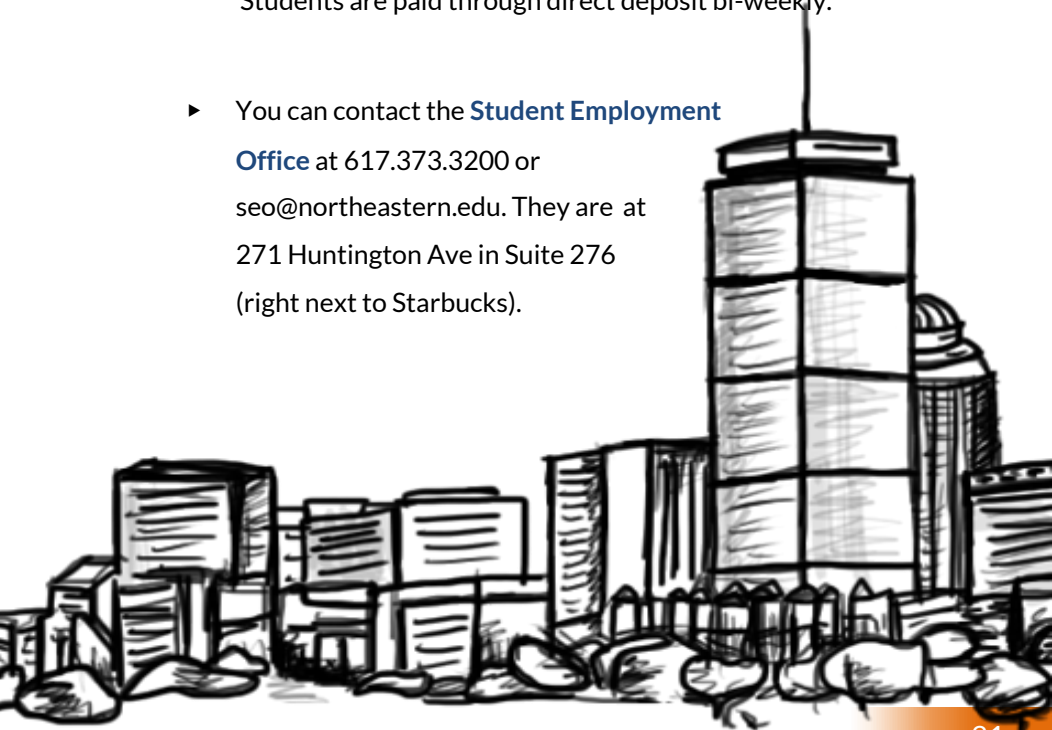 Students are paid through direct deposit bi-weekly.
▸ You can contact the Student Employment
Office at 617.373.3200 or
seo@northeastern.edu. They are at
271 Huntington Ave in Suite 276
(right next to Starbucks).